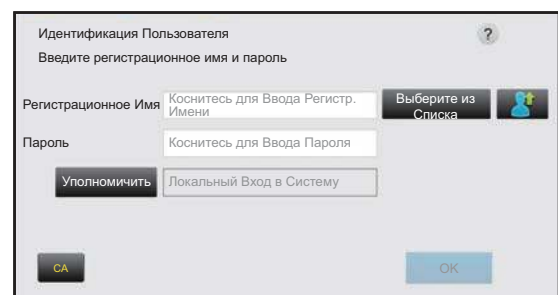 Идентификация Пользователя
?
Введите регистрационное имя и пароль
Регистрационное Имя
Коснитесь для Ввода Регистр.
Имени
Выберите из
Списка
Пароль
Коснитесь для Ввода Пароля
Уполномичить
Локальный Вход в Систему
CA
OK